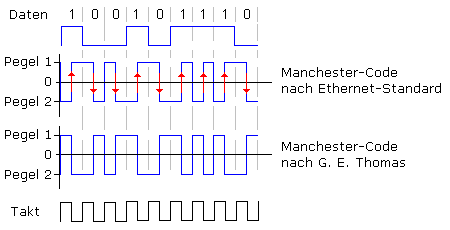 Daten 1 0 0 1 0 1 1 1 0
Pegel 1
0
Pegel 2
Manchester-Code
nach Ethernet-Standard
Pegel 1
0
Pegel 2
Manchester-Code
nach G. E. Thomas
Takt